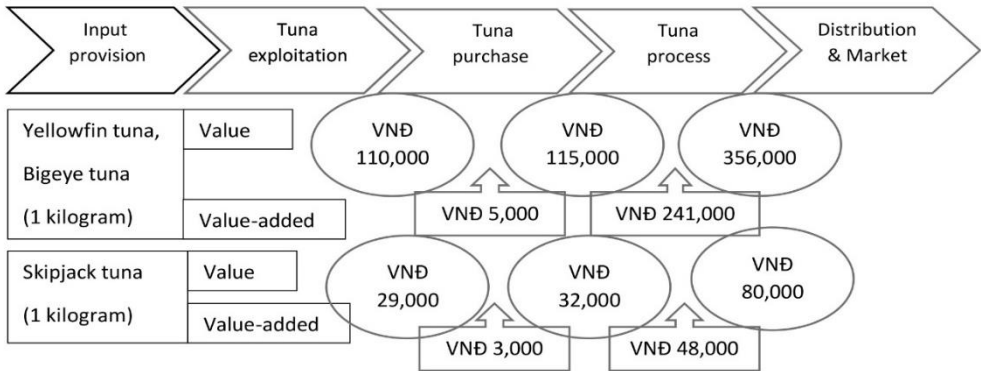 Input
provision
Tuna
exploitation
Tuna
purchase
Tuna
process
Distribution
& Market
Yellowfin tuna,
Bigeye tuna
(1 kilogram)
Value
Value-added
VNĐ
110,000
VNĐ
115,000
VNĐ
356,000
VNĐ 5,000
VNĐ 241,000
Skipjack tuna
(1 kilogram)
Value
Value-added
VNĐ
29,000
VNĐ
32,000
VNĐ
80,000
VNĐ 3,000
VNĐ 48,000